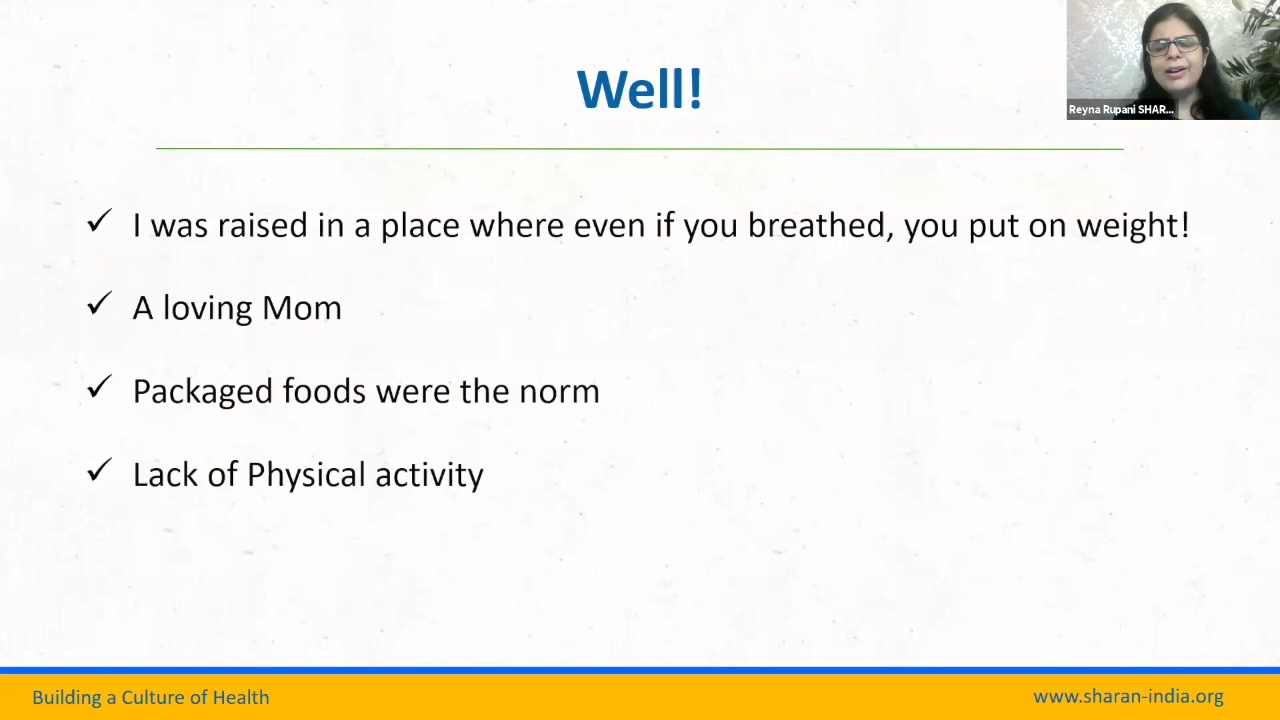 Well!
Reyna Rupani SHAR...
✓ I was raised in a place where even if you breathed, you put on weight!
✓ A loving Mom
✓ Packaged foods were the norm
✓ Lack of Physical activity
Building a Culture of Health
www.sharan-india.org